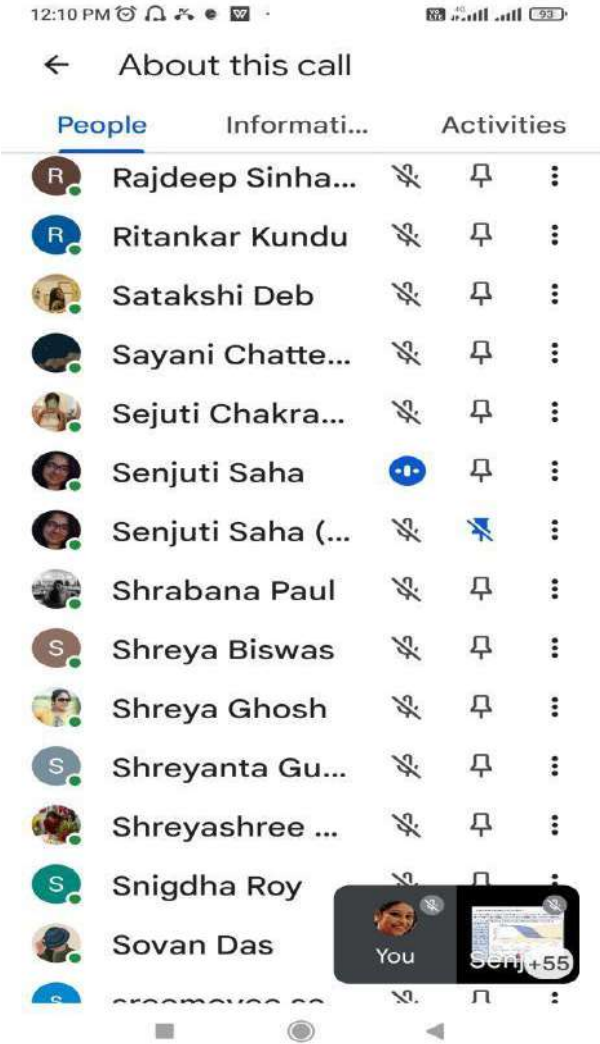 12:10 PM
93
About this call
People Informati... Activities
R Rajdeep Sinha...
R Ritankar Kundu
Satakshi Deb
Sayani Chatte...
Sejuti Chakra...
Senjuti Saha
Senjuti Saha (...
Shrabana Paul
S Shreya Biswas
Shreya Ghosh
S Shreyanta Gu...
Shreyashree ...
S Snigdha Roy
Sovan Das
You
Senj +55